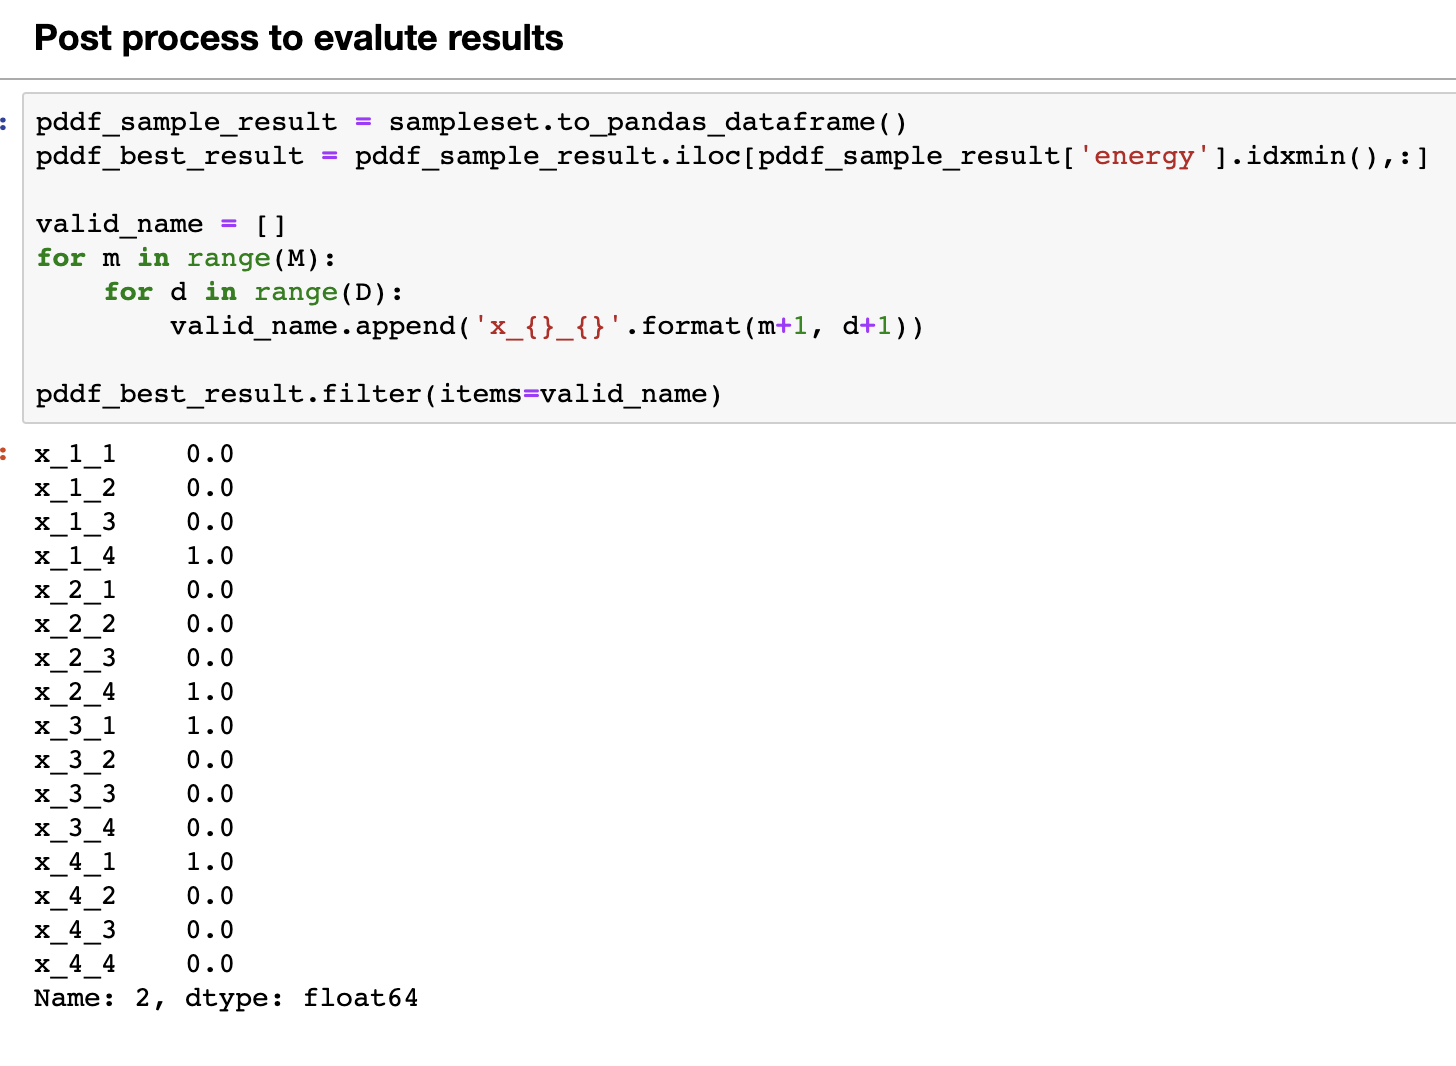 Post process to evalute results
:
pddf_sample_result = sampleset.to_pandas_dataframe()
pddf_best_result = pddf_sample_result.iloc[pddf_sample_result['energy'].idxmin(),:]
valid_name = []
for m in range(M):
    for d in range(D):
        valid_name.append('x_{}_{}'.format(m+1, d+1))
pddf_best_result.filter(items=valid_name)
:
x_1_1    0.0
x_1_2    0.0
x_1_3    0.0
x_1_4    1.0
x_2_1    0.0
x_2_2    0.0
x_2_3    0.0
x_2_4    1.0
x_3_1    1.0
x_3_2    0.0
x_3_3    0.0
x_3_4    0.0
x_4_1    1.0
x_4_2    0.0
x_4_3    0.0
x_4_4    0.0
Name: 2, dtype: float64